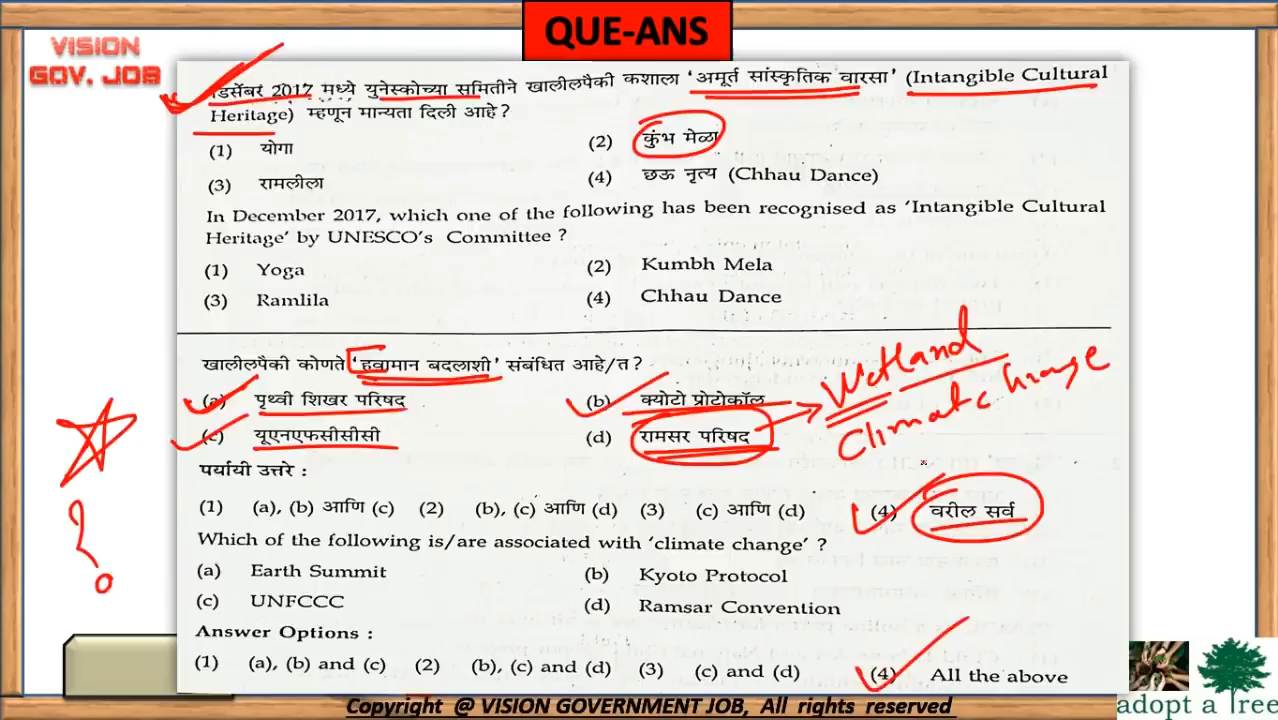 QUE-ANS
VISION
GOV. JOB
डिसेंबर 2017 मध्ये युनेस्कोच्या समितीने खालीलपैकी कशाला 'अमूर्त सांस्कृतिक वारसा' (Intangible Cultural
Heritage) म्हणून मान्यता दिली आहे ?
(1) योगा (2) कुंभ मेळा
(3) रामलीला (4) छऊ नृत्य (Chhau Dance)
In December 2017, which one of the following has been recognised as 'Intangible Cultural
Heritage' by UNESCO's Committee ?
(1) Yoga (2) Kumbh Mela
(3) Ramlila (4) Chhau Dance
खालीलपैकी कोणते 'हवामान बदलाशी' संबंधित आहे/त ?
Wetland
Climatic hange
(a) पृथ्वी शिखर परिषद (b) क्योटो प्रोटोकॉल
(c) यूएनएफसीसीसी (d) रामसर परिषद
पर्यायी उत्तरे :
(1) (a), (b) आणि (c) (2) (b), (c) आणि (d) (3) (c) आणि (d) (4) वरील सर्व
Which of the following is/are associated with 'climate change' ?
(a) Earth Summit (b) Kyoto Protocol
(c) UNFCCC (d) Ramsar Convention
Answer Options :
(1) (a), (b) and (c) (2) (b), (c) and (d) (3) (c) and (d) (4) All the above
Copyright @ VISION GOVERNMENT JOB, All rights reserved
adopt a Tree